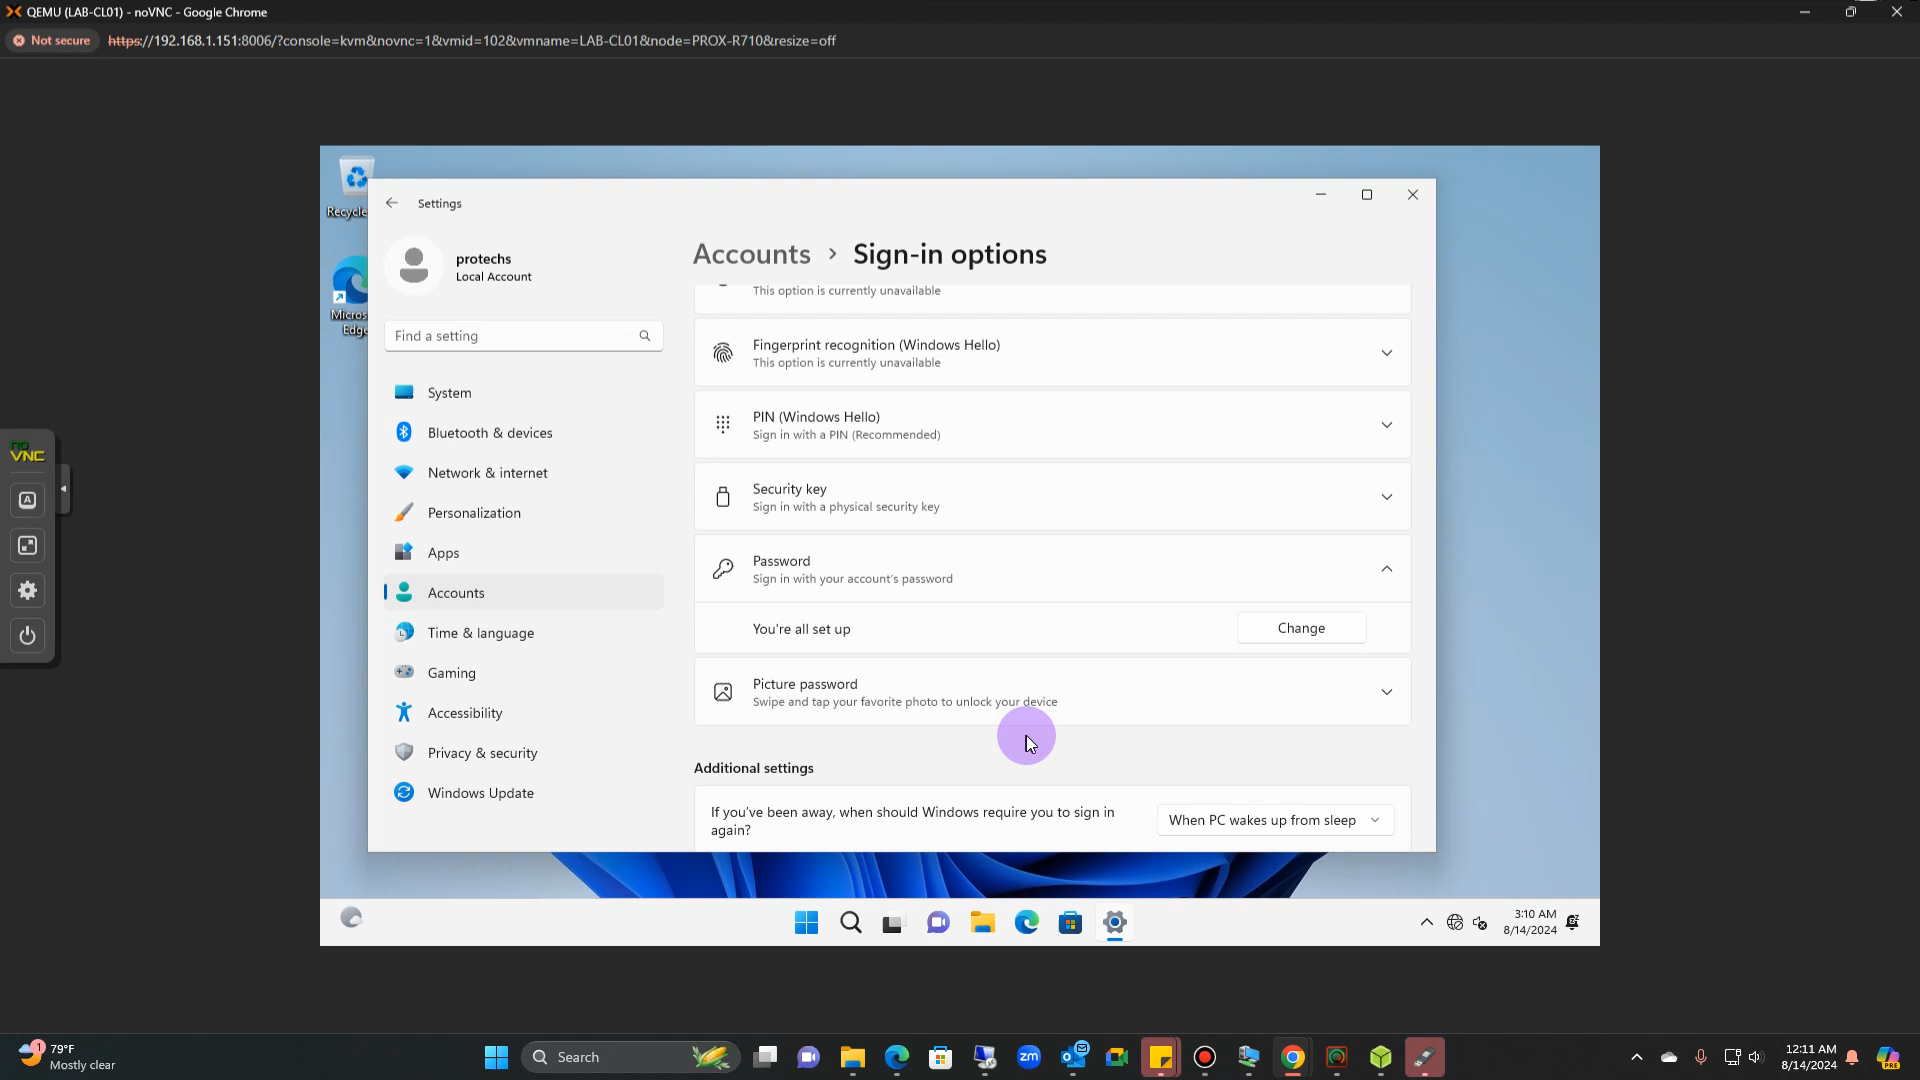 QEMU (LAB-CL01) - noVNC - Google Chrome
Not secure https://192.168.1.151:8006/?console=kvm&novnc=1&vmid=102&vmname=LAB-CL01&node=PROX-R710&resize=off
Recycle
Micros
Edge
Settings
protechs
Local Account
Find a setting
System
Bluetooth & devices
Network & internet
Personalization
Apps
Accounts
Time & language
Gaming
Accessibility
Privacy & security
Windows Update
Accounts > Sign-in options
This option is currently unavailable
Fingerprint recognition (Windows Hello)
This option is currently unavailable
PIN (Windows Hello)
Sign in with a PIN (Recommended)
Security key
Sign in with a physical security key
Password
Sign in with your account's password
You're all set up
Change
Picture password
Swipe and tap your favorite photo to unlock your device
Additional settings
If you've been away, when should Windows require you to sign in
again?
When PC wakes up from sleep
VNC
A
3:10 AM
8/14/2024
1
79°F
Mostly clear
Search
zm
12:11 AM
8/14/2024
PRE